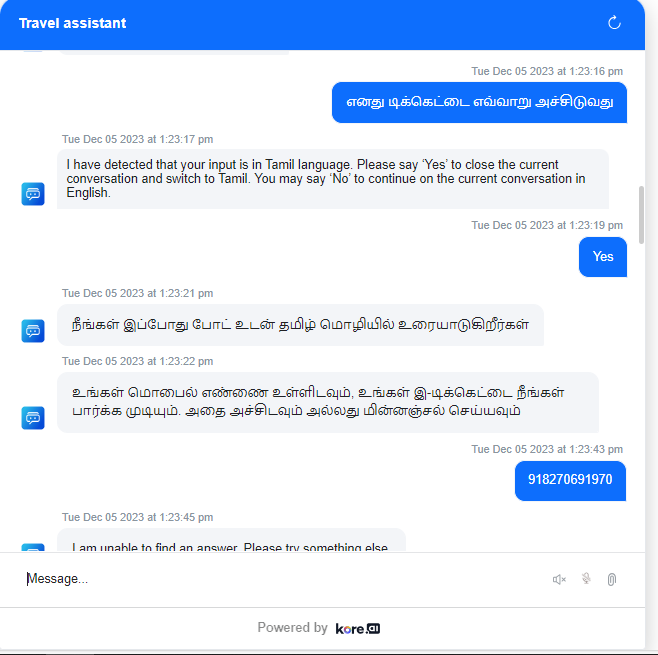 Travel assistant
Tue Dec 05 2023 at 1:23:16 pm
எனது டிக்கெட்டை எவ்வாறு அச்சிடுவது
Tue Dec 05 2023 at 1:23:17 pm
I have detected that your input is in Tamil language. Please say ‘Yes’ to close the current
conversation and switch to Tamil. You may say ‘No’ to continue on the current conversation in
English.
Tue Dec 05 2023 at 1:23:19 pm
Yes
Tue Dec 05 2023 at 1:23:21 pm
நீங்கள் இப்போது போட் உடன் தமிழ் மொழியில் உரையாடுகிறீர்கள்
Tue Dec 05 2023 at 1:23:22 pm
உங்கள் மொபைல் எண்ணை உள்ளிடவும், உங்கள் இ-டிக்கெட்டை நீங்கள்
பார்க்க முடியும். அதை அச்சிடவும் அல்லது மின்னஞ்சல் செய்யவும்
Tue Dec 05 2023 at 1:23:43 pm
918270691970
Tue Dec 05 2023 at 1:23:45 pm
I am unable to find an answer. Please try something else
Message...
Powered by kore.ai